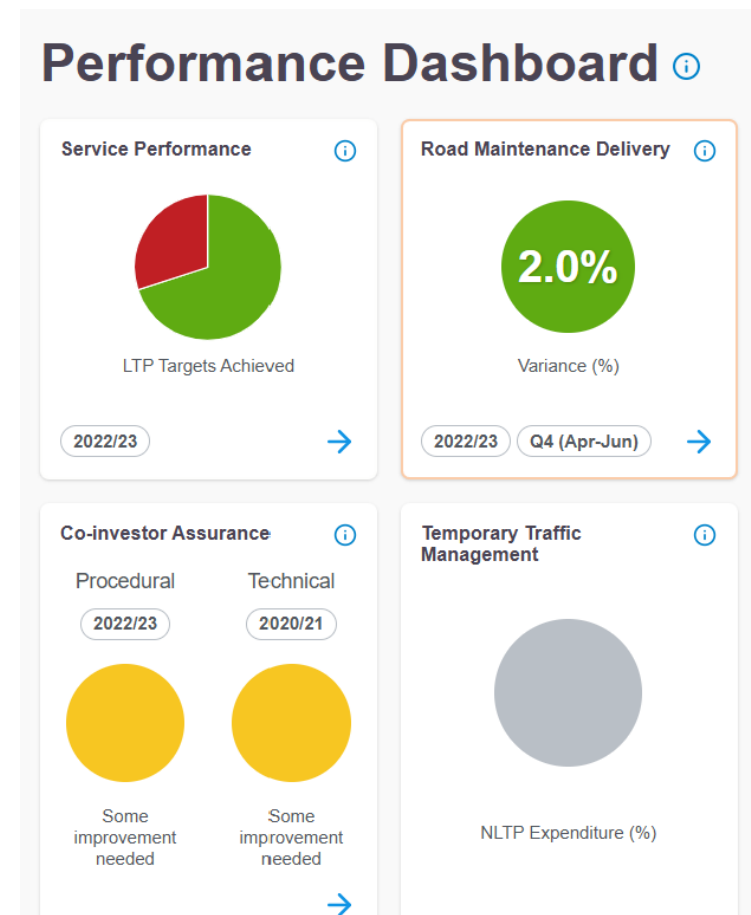 Performance Dashboard
Service Performance
LTP Targets Achieved
2022/23
Road Maintenance Delivery
2.0%
Variance (%)
2022/23 Q4 (Apr-Jun)
Co-investor Assurance
Procedural
2022/23
Some
improvement
needed
Technical
2020/21
Some
improvement
needed
Temporary Traffic
Management
NLTP Expenditure (%)